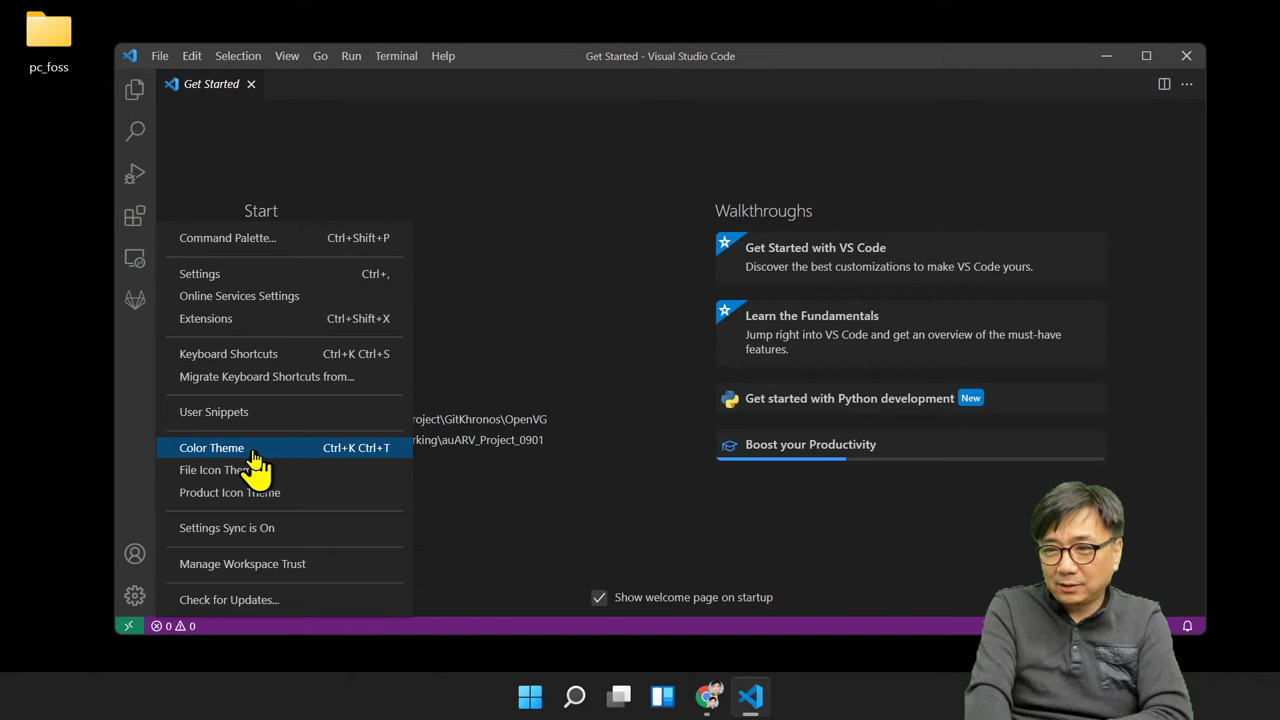 pc_foss
File Edit Selection View Go Run Terminal Help
Get Started - Visual Studio Code
Get Started
Start
Command Palette... Ctrl+Shift+P
Settings Ctrl+,
Online Services Settings
Extensions Ctrl+Shift+X
Keyboard Shortcuts Ctrl+K Ctrl+S
Migrate Keyboard Shortcuts from...
User Snippets
Color Theme Ctrl+K Ctrl+T
File Icon
Product Icon Theme
Settings Sync is On
Manage Workspace Trust
Check for Updates...
roject\GitKhronos\OpenVG
rking\auARV_Project_0901
Walkthroughs
Get Started with VS Code
Discover the best customizations to make VS Code yours.
Learn the Fundamentals
Jump right into VS Code and get an overview of the must-have
features.
Get started with Python development New
Boost your Productivity
Show welcome page on startup
0 0